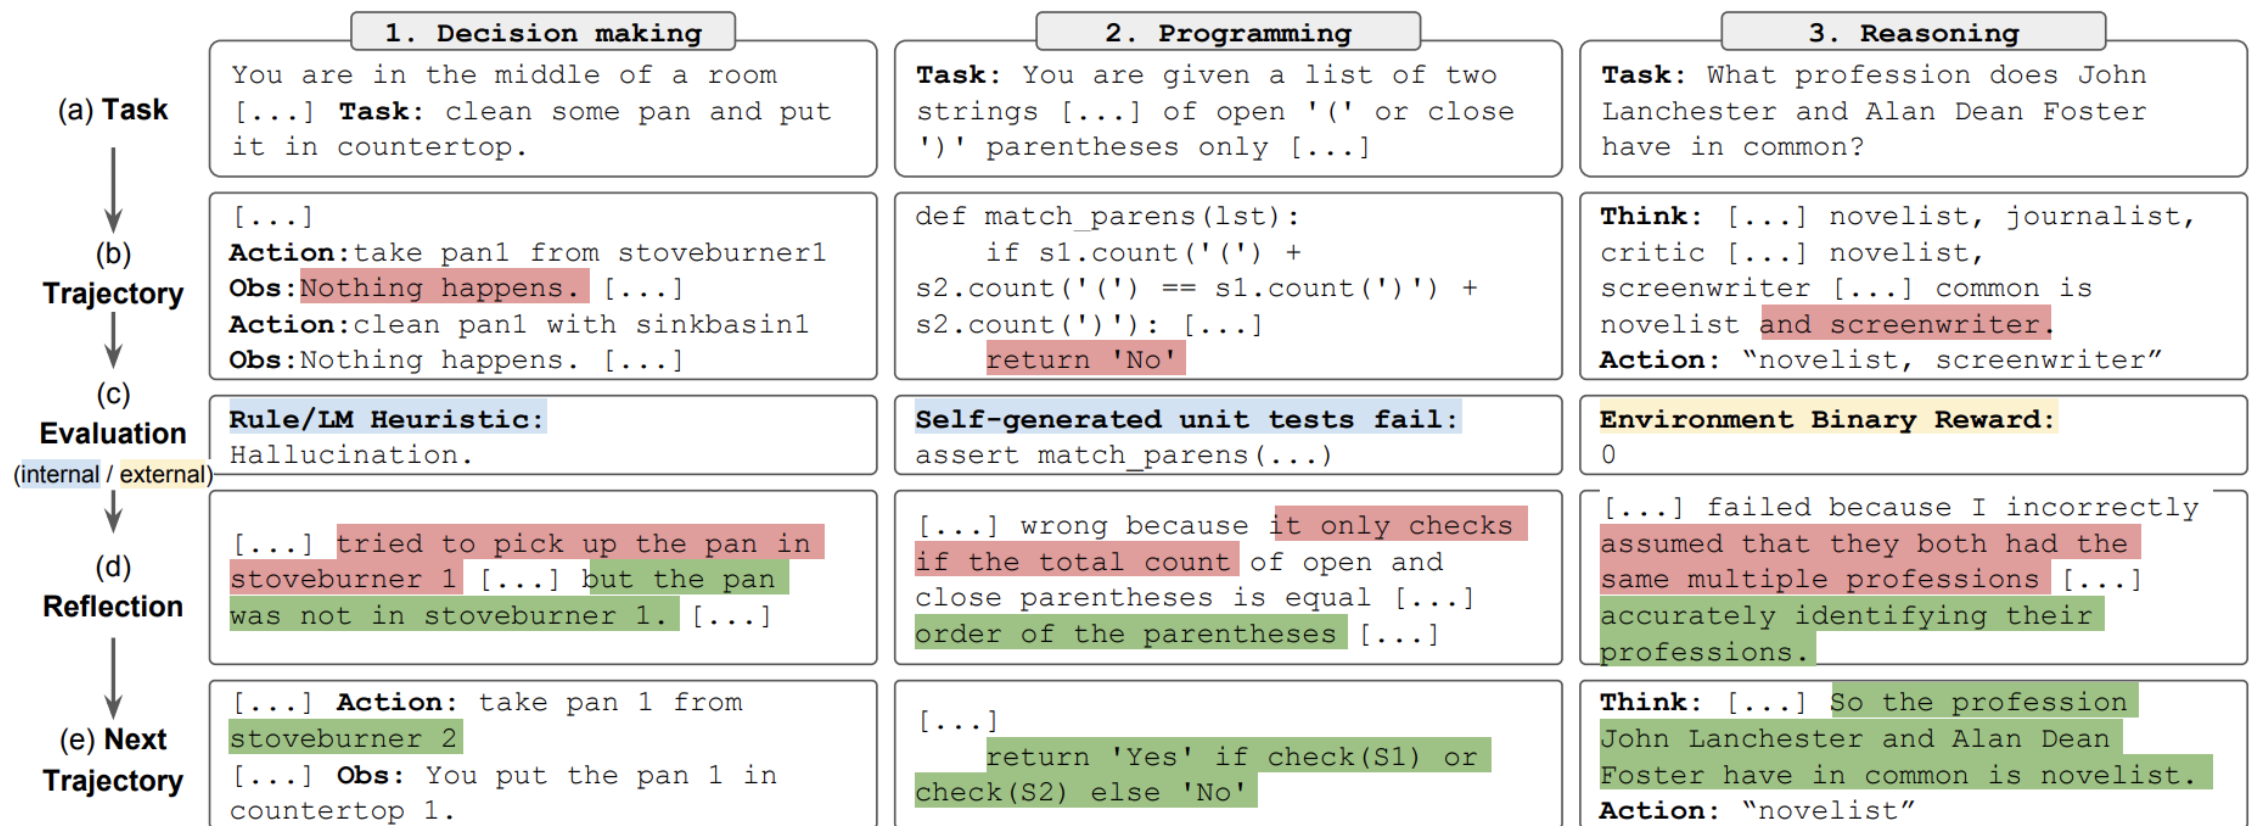 1. Decision making
2. Programming
3. Reasoning
(a) Task
You are in the middle of a room
[...] Task: clean some pan and put
it in countertop.
Task: You are given a list of two
strings [...] of open '(' or close
')' parentheses only [...]
Task: What profession does John
Lanchester and Alan Dean Foster
have in common?
(b)
Trajectory
[...]
Action:take pan1 from stoveburner1
Obs:Nothing happens. [...]
Action:clean pan1 with sinkbasin1
Obs:Nothing happens. [...]
def match_parens(lst):
if s1.count('(') +
s2.count('(') == s1.count(')') +
s2.count(')'): [...]
return 'No'
Think: [...] novelist, journalist,
critic [...] novelist,
screenwriter [...] common is
novelist and screenwriter.
Action: “novelist, screenwriter”
(c)
Evaluation
(internal / external)
Rule/LM Heuristic:
Hallucination.
Self-generated unit tests fail:
assert match_parens(...)
Environment Binary Reward:
0
(d)
Reflection
[...] tried to pick up the pan in
stoveburner 1 [...] but the pan
was not in stoveburner 1. [...]
[...] wrong because it only checks
if the total count of open and
close parentheses is equal [...]
order of the parentheses [...]
[...] failed because I incorrectly
assumed that they both had the
same multiple professions [...]
accurately identifying their
professions.
(e) Next
Trajectory
[...] Action: take pan 1 from
stoveburner 2
[...] Obs: You put the pan 1 in
countertop 1.
[...]
return 'Yes' if check(S1) or
check(S2) else 'No'
Think: [...] So the profession
John Lanchester and Alan Dean
Foster have in common is novelist.
Action: “novelist”